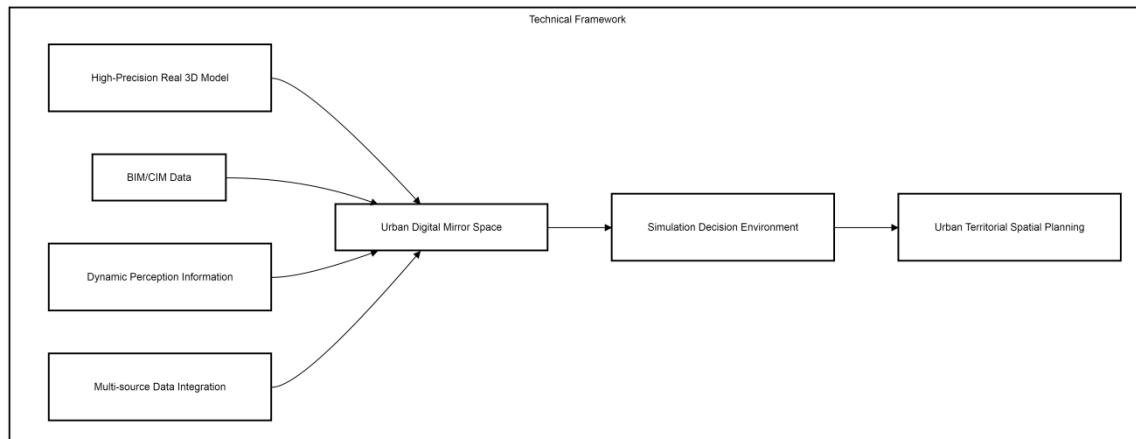 Technical Framework
High-Precision Real 3D Model
BIM/CIM Data
Dynamic Perception Information
Multi-source Data Integration
Urban Digital Mirror Space
Simulation Decision Environment
Urban Territorial Spatial Planning